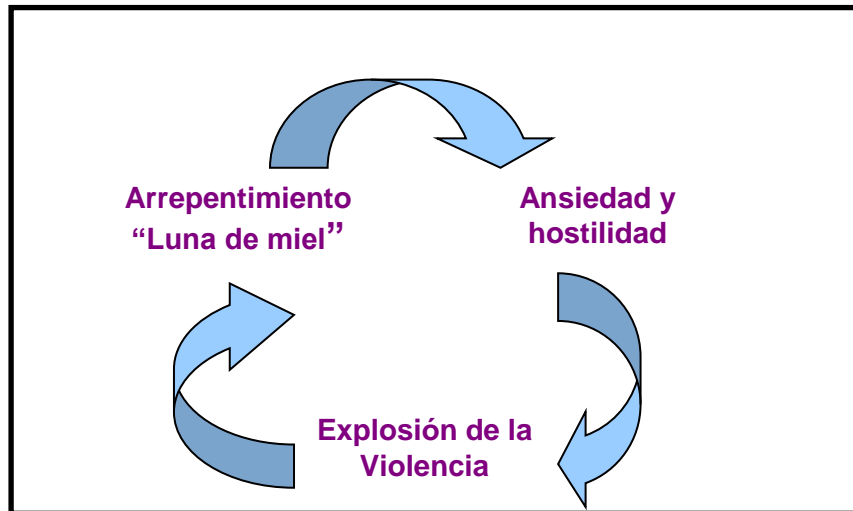 Arrepentimiento
“Luna de miel”
Ansiedad y
hostilidad
Explosión de la
Violencia